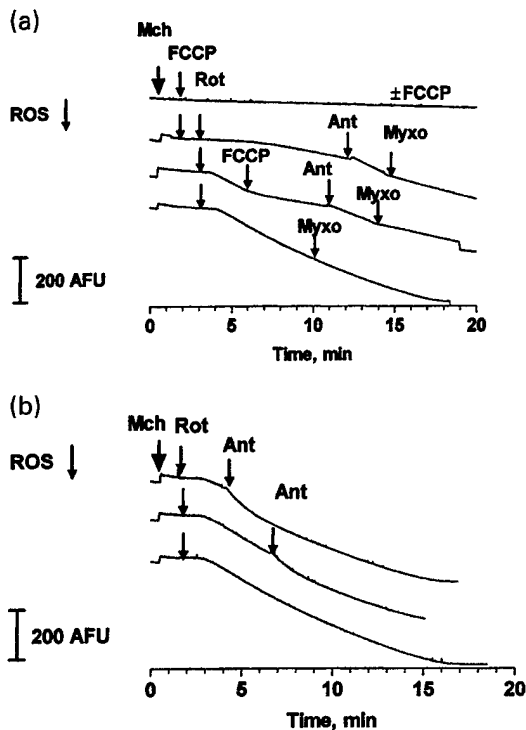 (a)
Mch
FCCP
Rot
±FCCP
ROS
Ant
Myxo
FCCP
Ant
Myxo
Myxo
200 AFU
0 5 10 15 20
Time, min
(b)
Mch
Rot
Ant
ROS
Ant
200 AFU
0 5 10 15 20
Time, min